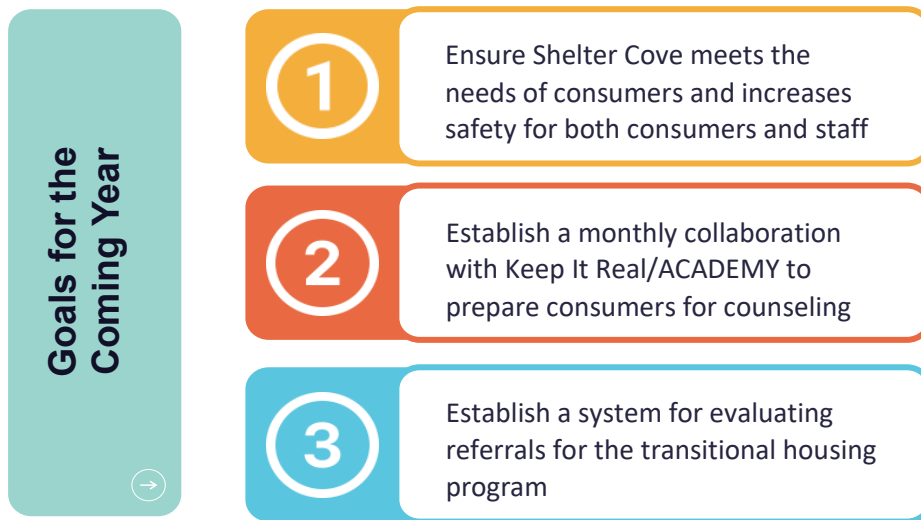 Goals for the
Coming Year
1
Ensure Shelter Cove meets the
needs of consumers and increases
safety for both consumers and staff
2
Establish a monthly collaboration
with Keep It Real/ACADEMY to
prepare consumers for counseling
3
Establish a system for evaluating
referrals for the transitional housing
program